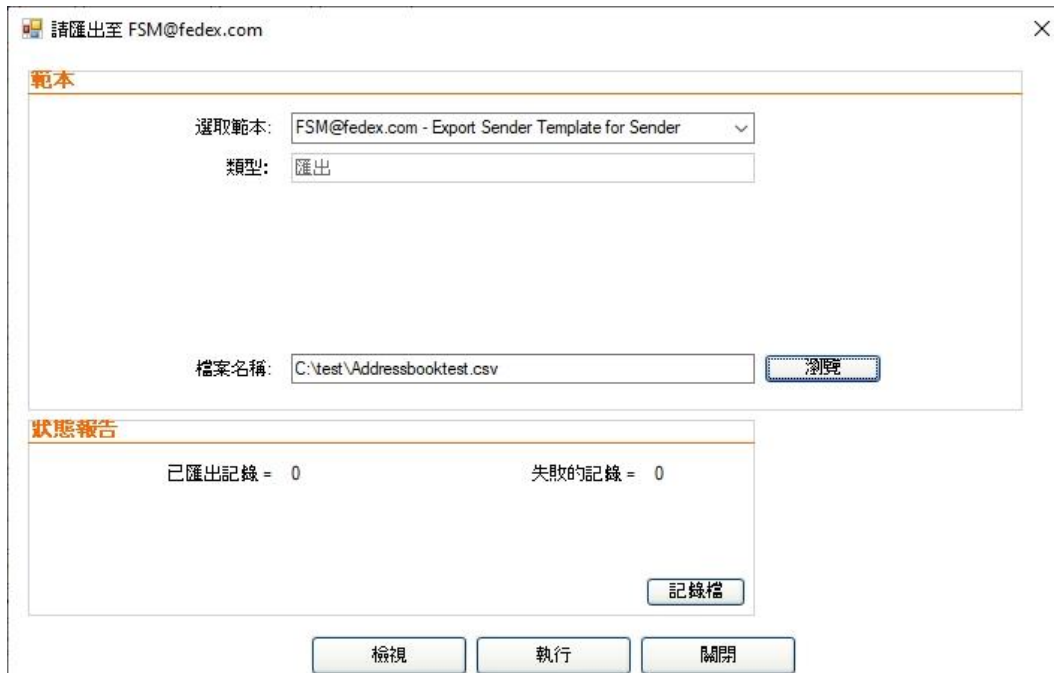 請匯出至 FSM@fedex.com
範本
選取範本: FSM@fedex.com - Export Sender Template for Sender
類型: 匯出
檔案名稱: C:\test\Addressbooktest.csv 瀏覽
狀態報告
已匯出記錄 = 0 失敗的記錄 = 0
記錄檔
檢視 執行 關閉